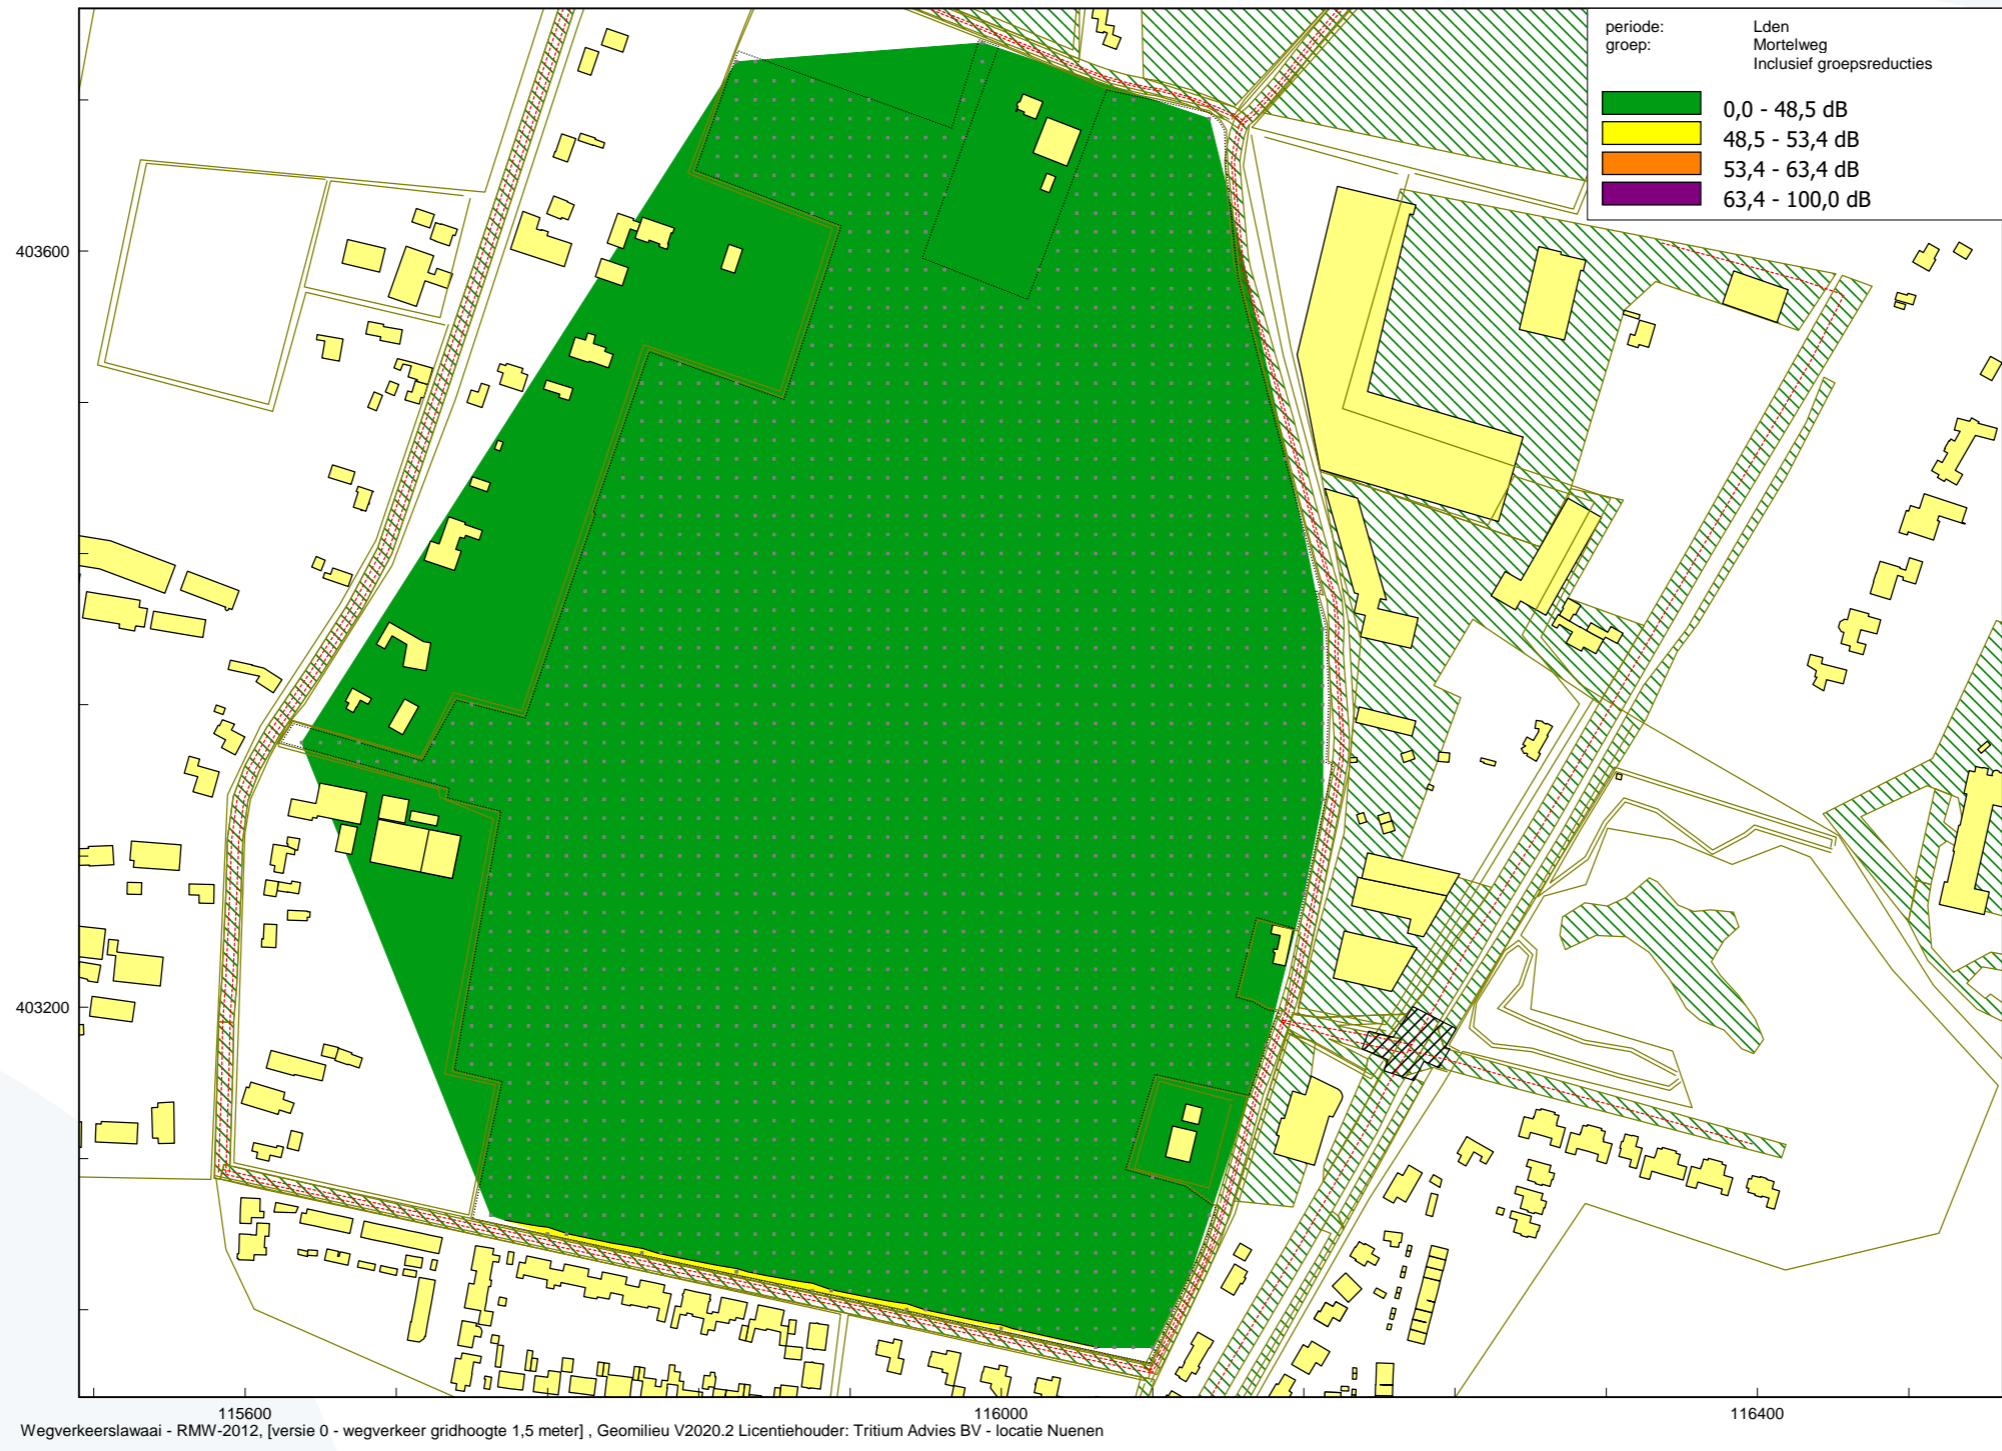 periode: Lden
groep: Mortelweg
Inclusief groepsreducties
0,0 - 48,5 dB
48,5 - 53,4 dB
53,4 - 63,4 dB
63,4 - 100,0 dB
403600
403200
115600 116000 116400
Wegverkeerslawaai - RMW-2012, [versie 0 - wegverkeer gridhoogte 1,5 meter] , Geomilieu V2020.2 Licentiehouder: Tritium Advies BV - locatie Nuenen